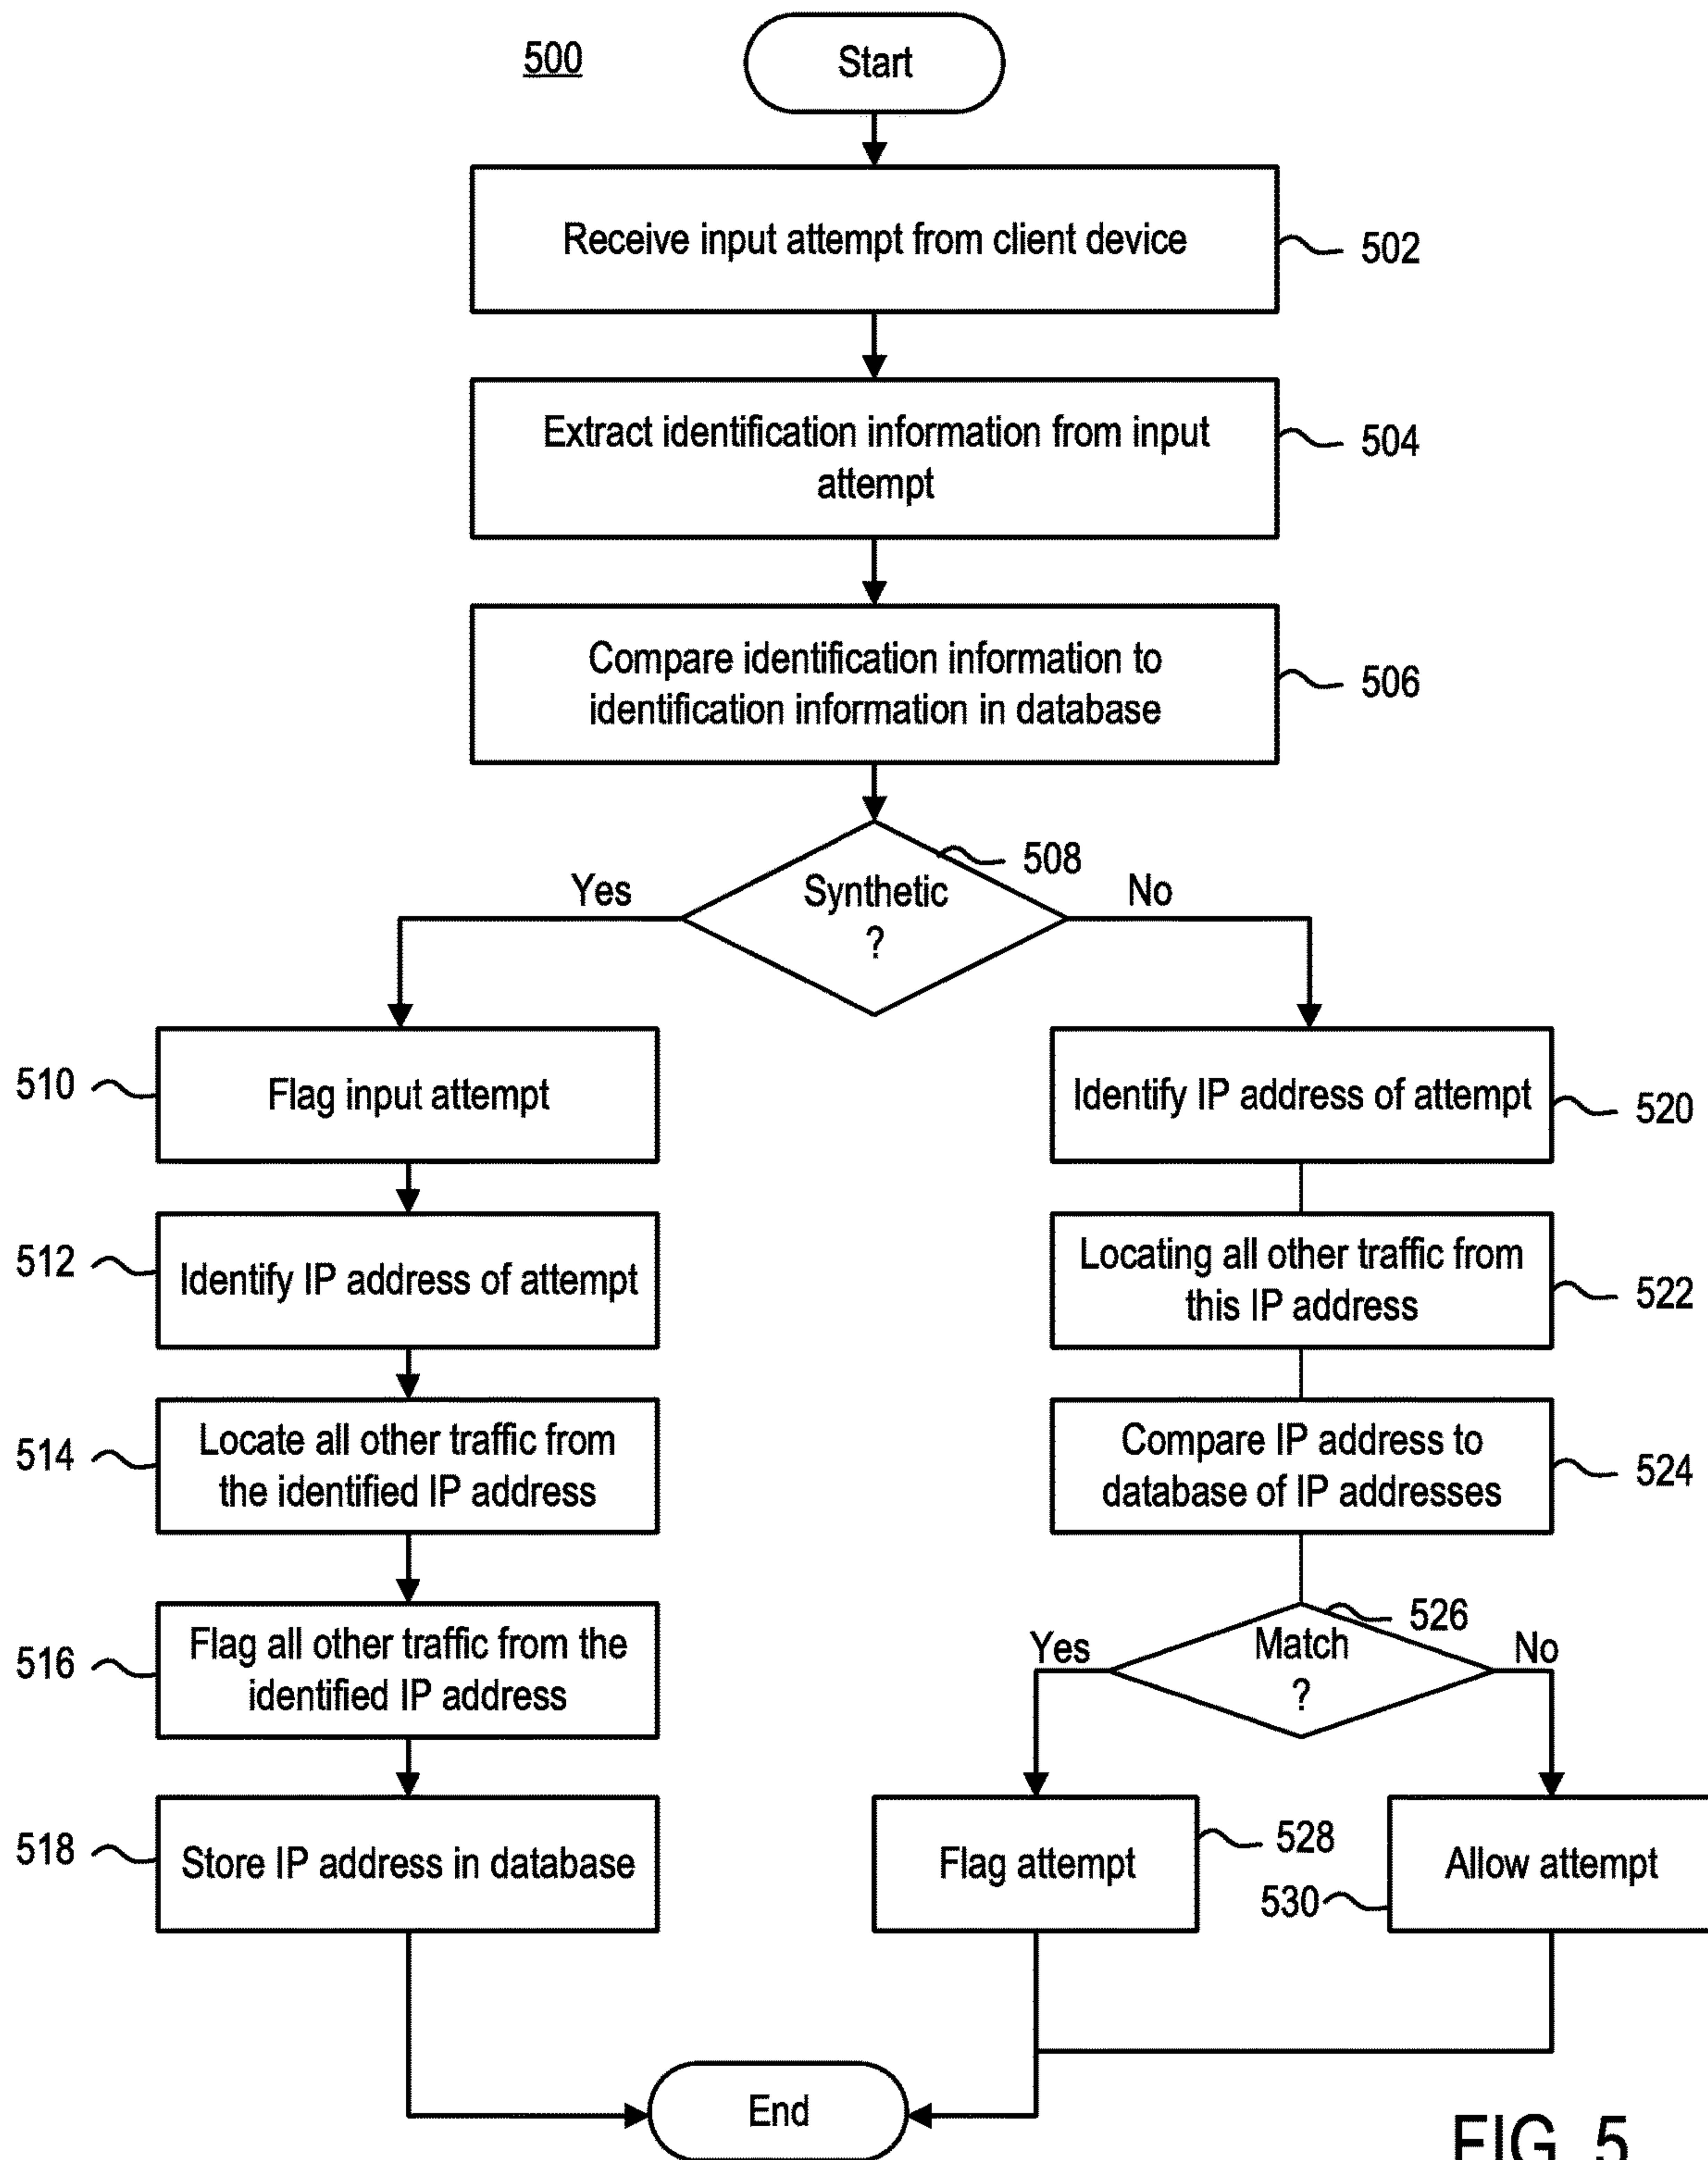 500
Start
Receive input attempt from client device
502
Extract identification information from input
attempt
504
Compare identification information to
identification information in database
506
508
Synthetic
?
Yes
No
510
Flag input attempt
512
Identify IP address of attempt
514
Locate all other traffic from
the identified IP address
516
Flag all other traffic from the
identified IP address
518
Store IP address in database
Identify IP address of attempt
520
Locating all other traffic from
this IP address
522
Compare IP address to
database of IP addresses
524
526
Match
?
Yes
No
Flag attempt
528
530
Allow attempt
End
FIG. 5